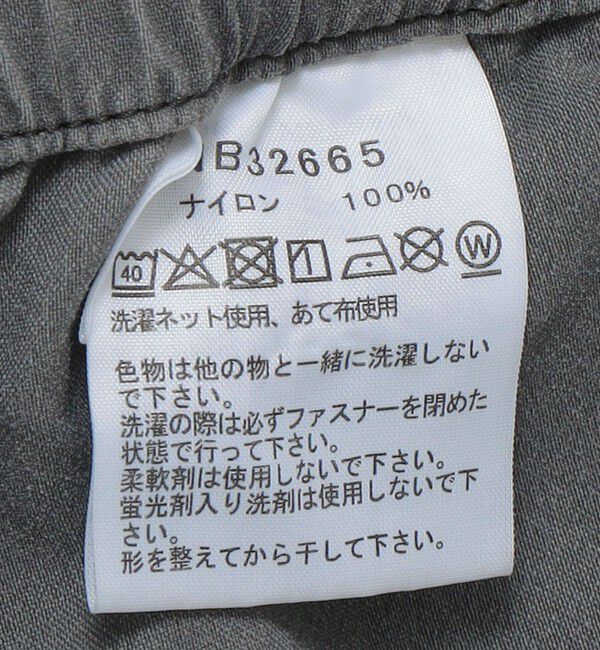 NB32665
ナイロン 100%
40 W
洗濯ネット使用、あて布使用
色物は他の物と一緒に洗濯しない
で下さい。
洗濯の際は必ずファスナーを閉めた
状態で行って下さい。
柔軟剤は使用しないで下さい。
蛍光剤入り洗剤は使用しないで下
さい。
形を整えてから干して下さい。